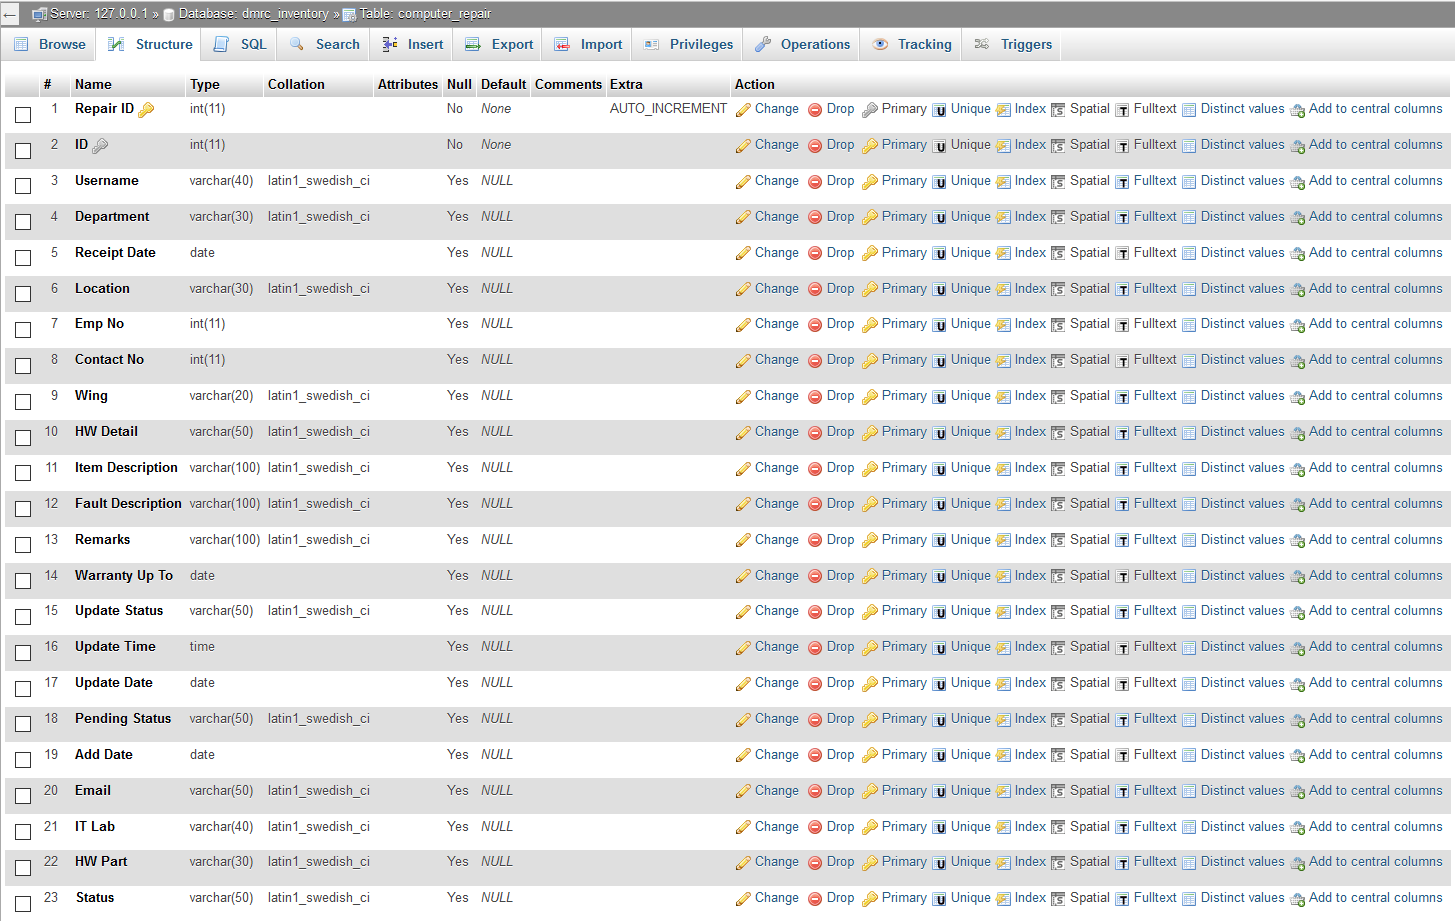 Server: 127.0.0.1 » Database: dmrc_inventory » Table: computer_repair
Browse Structure SQL Search Insert Export Import Privileges Operations Tracking Triggers
# Name Type Collation Attributes Null Default Comments Extra Action
1 Repair ID int(11) No None AUTO_INCREMENT Change Drop Primary Unique Index Spatial Fulltext Distinct values Add to central columns
2 ID int(11) No None Change Drop Primary Unique Index Spatial Fulltext Distinct values Add to central columns
3 Username varchar(40) latin1_swedish_ci Yes NULL Change Drop Primary Unique Index Spatial Fulltext Distinct values Add to central columns
4 Department varchar(30) latin1_swedish_ci Yes NULL Change Drop Primary Unique Index Spatial Fulltext Distinct values Add to central columns
5 Receipt Date date Yes NULL Change Drop Primary Unique Index Spatial Fulltext Distinct values Add to central columns
6 Location varchar(30) latin1_swedish_ci Yes NULL Change Drop Primary Unique Index Spatial Fulltext Distinct values Add to central columns
7 Emp No int(11) Yes NULL Change Drop Primary Unique Index Spatial Fulltext Distinct values Add to central columns
8 Contact No int(11) Yes NULL Change Drop Primary Unique Index Spatial Fulltext Distinct values Add to central columns
9 Wing varchar(20) latin1_swedish_ci Yes NULL Change Drop Primary Unique Index Spatial Fulltext Distinct values Add to central columns
10 HW Detail varchar(50) latin1_swedish_ci Yes NULL Change Drop Primary Unique Index Spatial Fulltext Distinct values Add to central columns
11 Item Description varchar(100) latin1_swedish_ci Yes NULL Change Drop Primary Unique Index Spatial Fulltext Distinct values Add to central columns
12 Fault Description varchar(100) latin1_swedish_ci Yes NULL Change Drop Primary Unique Index Spatial Fulltext Distinct values Add to central columns
13 Remarks varchar(100) latin1_swedish_ci Yes NULL Change Drop Primary Unique Index Spatial Fulltext Distinct values Add to central columns
14 Warranty Up To date Yes NULL Change Drop Primary Unique Index Spatial Fulltext Distinct values Add to central columns
15 Update Status varchar(50) latin1_swedish_ci Yes NULL Change Drop Primary Unique Index Spatial Fulltext Distinct values Add to central columns
16 Update Time time Yes NULL Change Drop Primary Unique Index Spatial Fulltext Distinct values Add to central columns
17 Update Date date Yes NULL Change Drop Primary Unique Index Spatial Fulltext Distinct values Add to central columns
18 Pending Status varchar(50) latin1_swedish_ci Yes NULL Change Drop Primary Unique Index Spatial Fulltext Distinct values Add to central columns
19 Add Date date Yes NULL Change Drop Primary Unique Index Spatial Fulltext Distinct values Add to central columns
20 Email varchar(50) latin1_swedish_ci Yes NULL Change Drop Primary Unique Index Spatial Fulltext Distinct values Add to central columns
21 IT Lab varchar(40) latin1_swedish_ci Yes NULL Change Drop Primary Unique Index Spatial Fulltext Distinct values Add to central columns
22 HW Part varchar(30) latin1_swedish_ci Yes NULL Change Drop Primary Unique Index Spatial Fulltext Distinct values Add to central columns
23 Status varchar(50) latin1_swedish_ci Yes NULL Change Drop Primary Unique Index Spatial Fulltext Distinct values Add to central columns